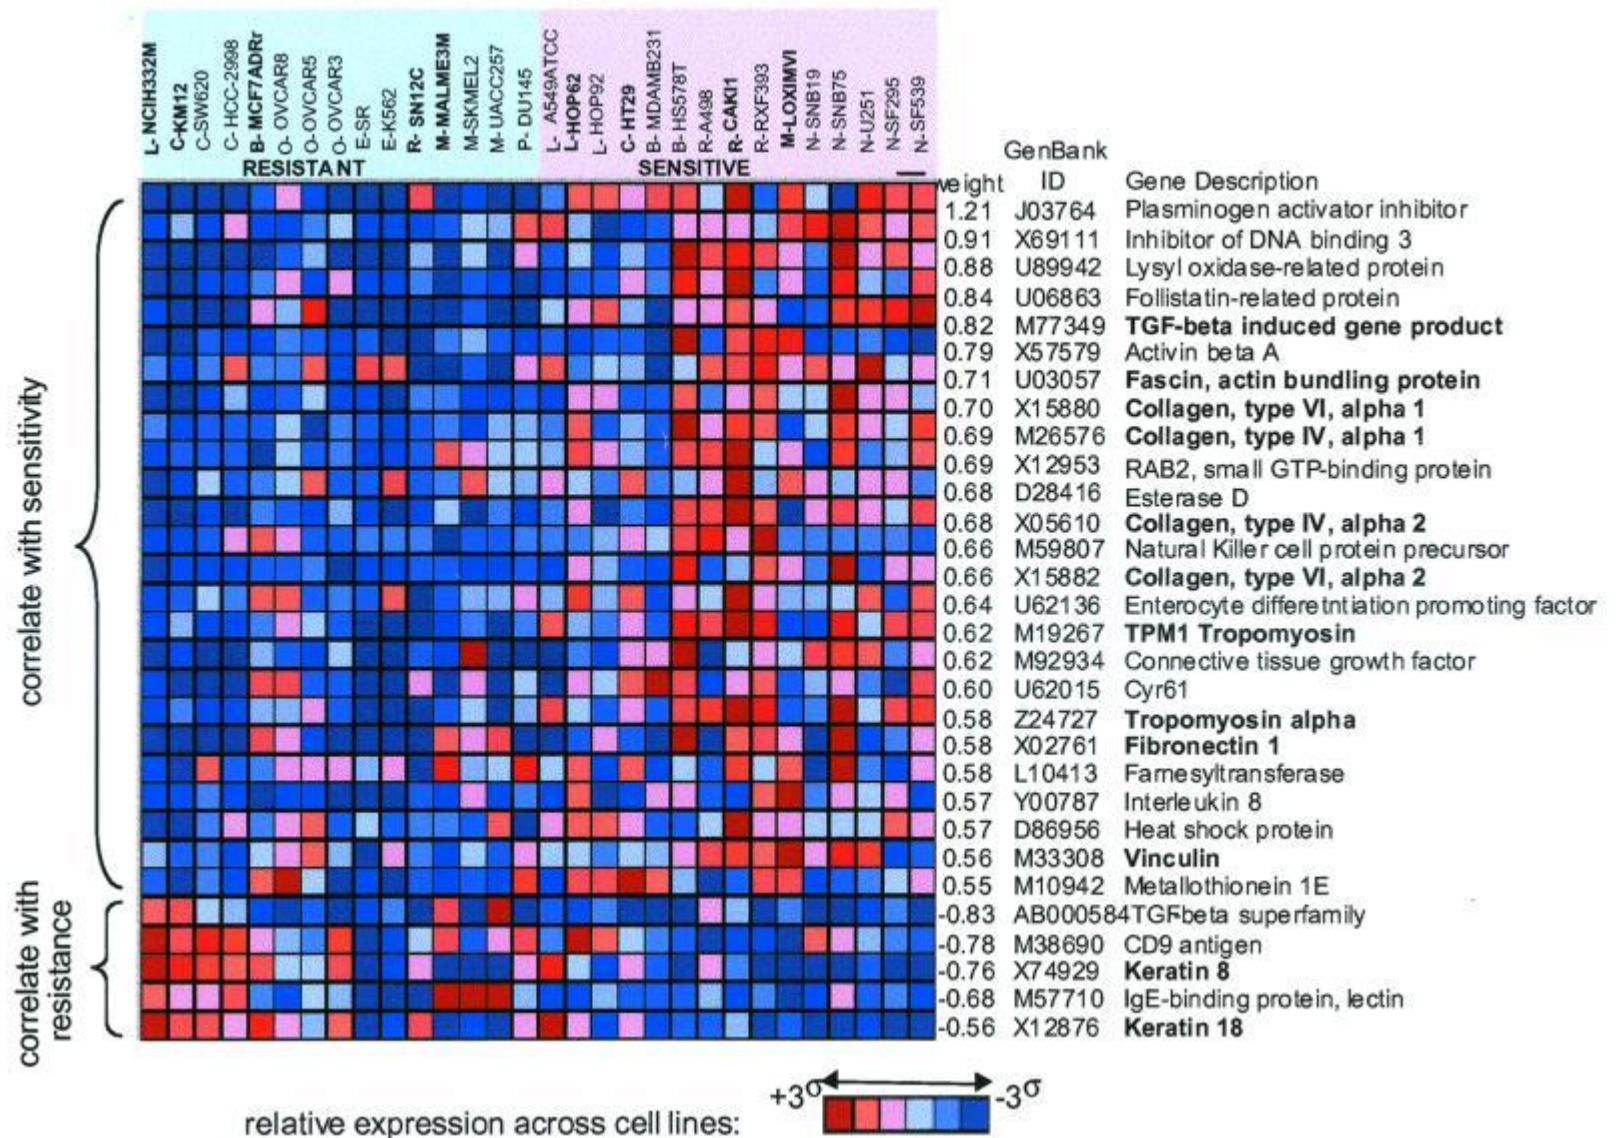 L- NCIH332M
C-KM12
C-SW620
C- HCC-2998
B- MCF7ADRr
O- OVCAR8
O-OVCAR5
O- OVCAR3
E-SR
E-K562
R- SN12C
M- MALME3M
M-SKMEL2
M- UACC257
P- DU145
L- A549ATCC
L-HOP62
L- HOP92
C- HT29
B- MDAMB231
B-HS578T
R-A498
R- CAKI1
R-RXF393
M-LOXIMVI
N- SNB19
N- SNB75
N-U251
N-SF295
N- SF539
RESISTANT SENSITIVE
GenBank
weight ID Gene Description
1.21 J03764 Plasminogen activator inhibitor
0.91 X69111 Inhibitor of DNA binding 3
0.88 U89942 Lysyl oxidase-related protein
0.84 U06863 Follistatin-related protein
0.82 M77349 TGF-beta induced gene product
0.79 X57579 Activin beta A
0.71 U03057 Fascin, actin bundling protein
0.70 X15880 Collagen, type VI, alpha 1
0.69 M26576 Collagen, type IV, alpha 1
0.69 X12953 RAB2, small GTP-binding protein
0.68 D28416 Esterase D
0.68 X05610 Collagen, type IV, alpha 2
0.66 M59807 Natural Killer cell protein precursor
0.66 X15882 Collagen, type VI, alpha 2
0.64 U62136 Enterocyte differetntiation promoting factor
0.62 M19267 TPM1 Tropomyosin
0.62 M92934 Connective tissue growth factor
0.60 U62015 Cyr61
0.58 Z24727 Tropomyosin alpha
0.58 X02761 Fibronectin 1
0.58 L10413 Farnesyltransferase
0.57 Y00787 Interleukin 8
0.57 D86956 Heat shock protein
0.56 M33308 Vinculin
0.55 M10942 Metallothionein 1E
-0.83 AB000584TGFbeta superfamily
-0.78 M38690 CD9 antigen
-0.76 X74929 Keratin 8
-0.68 M57710 IgE-binding protein, lectin
-0.56 X12876 Keratin 18
correlate with sensitivity
correlate with
resistance
+3σ -3σ
relative expression across cell lines: